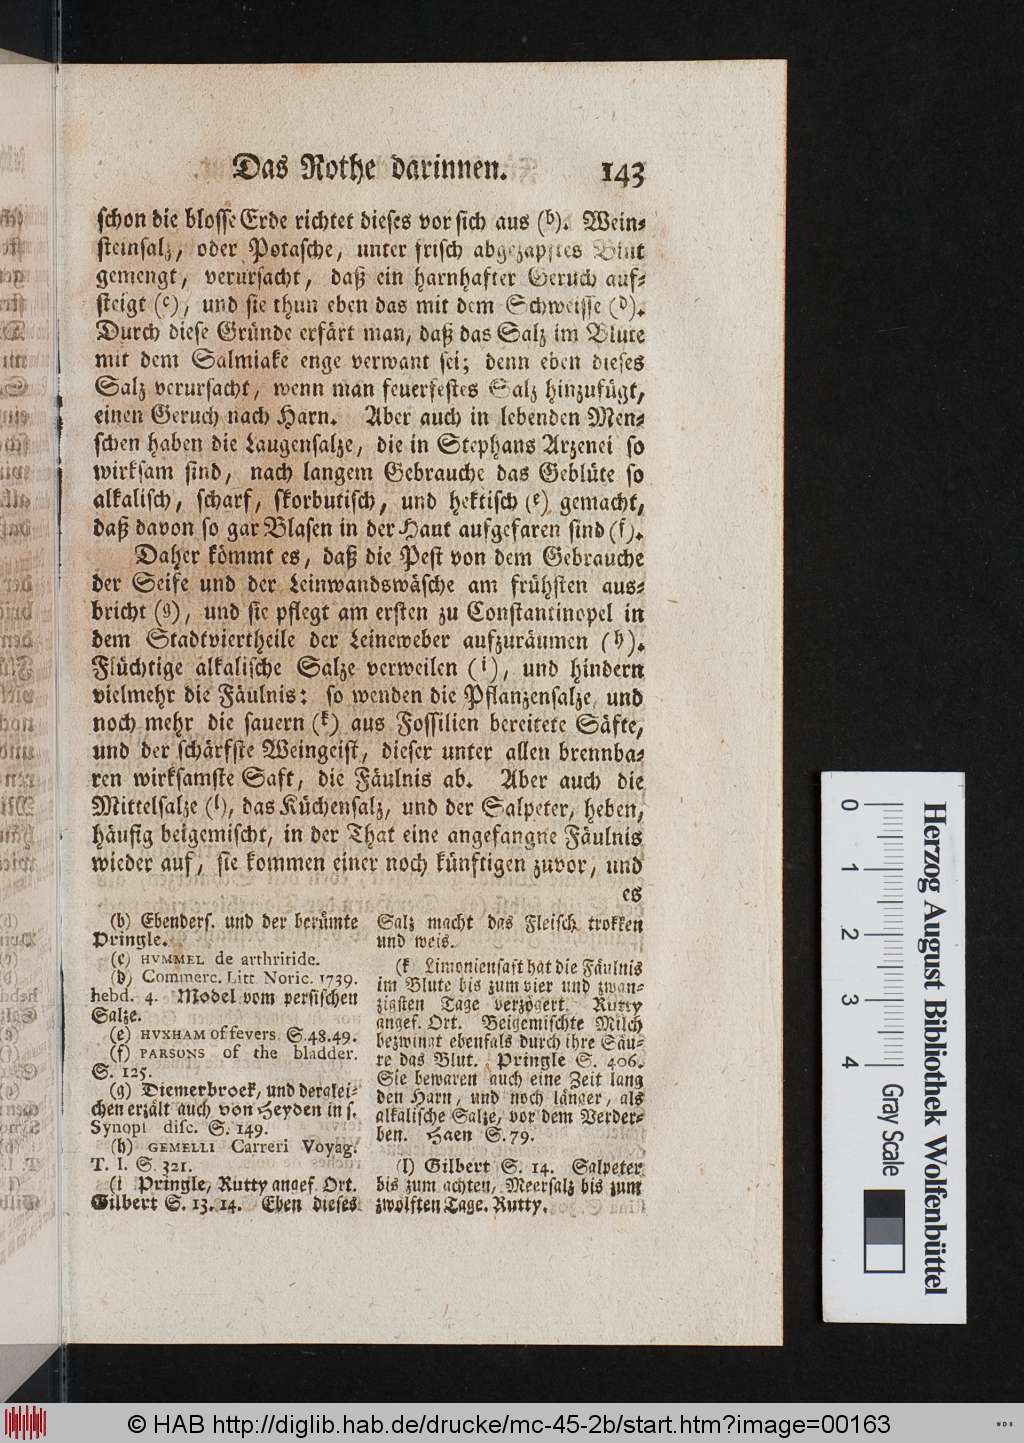 Das Rothe darinnen. 143
schon die blosse Erde richtet dieses vor sich aus (b). Wein-
steinsalz, oder Potasche, unter frisch abgezapftes Blut
gemengt, verursacht, daß ein harnhafter Geruch auf-
steigt (c), und sie thun eben das mit dem Schweisse (d).
Durch diese Gründe erfärt man, daß das Salz im Blute
mit dem Salmiake enge verwant sei; denn eben dieses
Salz verursacht, wenn man feuerfestes Salz hinzufügt,
einen Geruch nach Harn. Aber auch in lebenden Men-
schen haben die Laugensalze, die in Stephans Arzenei so
wirksam sind, nach langem Gebrauche das Geblüte so
alkalisch, scharf, skorbutisch, und hektisch (e) gemacht,
daß davon so gar Blasen in der Haut aufgefaren sind (f).
Daher kömmt es, daß die Pest von dem Gebrauche
der Seife und der Leinwandswäsche am frühsten aus-
bricht (g), und sie pflegt am ersten zu Constantinopel in
dem Stadtviertheile der Leineweber aufzuräumen (h).
Flüchtige alkalische Salze verweilen (i), und hindern
vielmehr die Fäulnis: so wenden die Pflanzensalze, und
noch mehr die sauern (k) aus Fossilien bereitete Säfte,
und der schärfste Weingeist, dieser unter allen brennba-
ren wirksamste Saft, die Fäulnis ab. Aber auch die
Mittelsalze (l), das Küchensalz, und der Salpeter, heben,
häufig beigemischt, in der That eine angefangne Fäulnis
wieder auf, sie kommen einer noch künftigen zuvor, und
es
(b) Ebenders. und der berümte
Pringle.
(c) HVMMEL de arthritide.
(d) Commerc. Litt Noric. 1739.
hebd. 4. Model vom persischen
Salze.
(e) HVXHAM of fevers. S. 48. 49.
(f) PARSONS of the bladder.
S. 125.
(g) Diemerbroek, und derglei-
chen erzält auch von Heyden in s.
Synopl disc. S. 149.
(h) GEMELLI Carreri Voyag.
T. I. S. 321.
(i Pringle, Rutty angef. Ort.
Gilbert S. 13. 14. Eben dieses
Salz macht das Fleisch trokken
und weis.
(k Limoniensaft hat die Fäulnis
im Blute bis zum vier und zwan-
zigsten Tage verzögert. Rutty
angef. Ort. Beigemischte Milch
bezwingt ebenfals durch ihre Säu-
re das Blut. Pringle S. 406.
Sie bewaren auch eine Zeit lang
den Harn, und noch länger, als
alkalische Salze, vor dem Verder-
ben. Haen S. 79.
(l) Gilbert S. 14. Salpeter
bis zum achten, Meersalz bis zum
zwölften Tage. Rutty.
0 1 2 3 4
Gray Scale
Herzog August Bibliothek Wolfenbüttel
© HAB http://diglib.hab.de/drucke/mc-45-2b/start.htm?image=00163